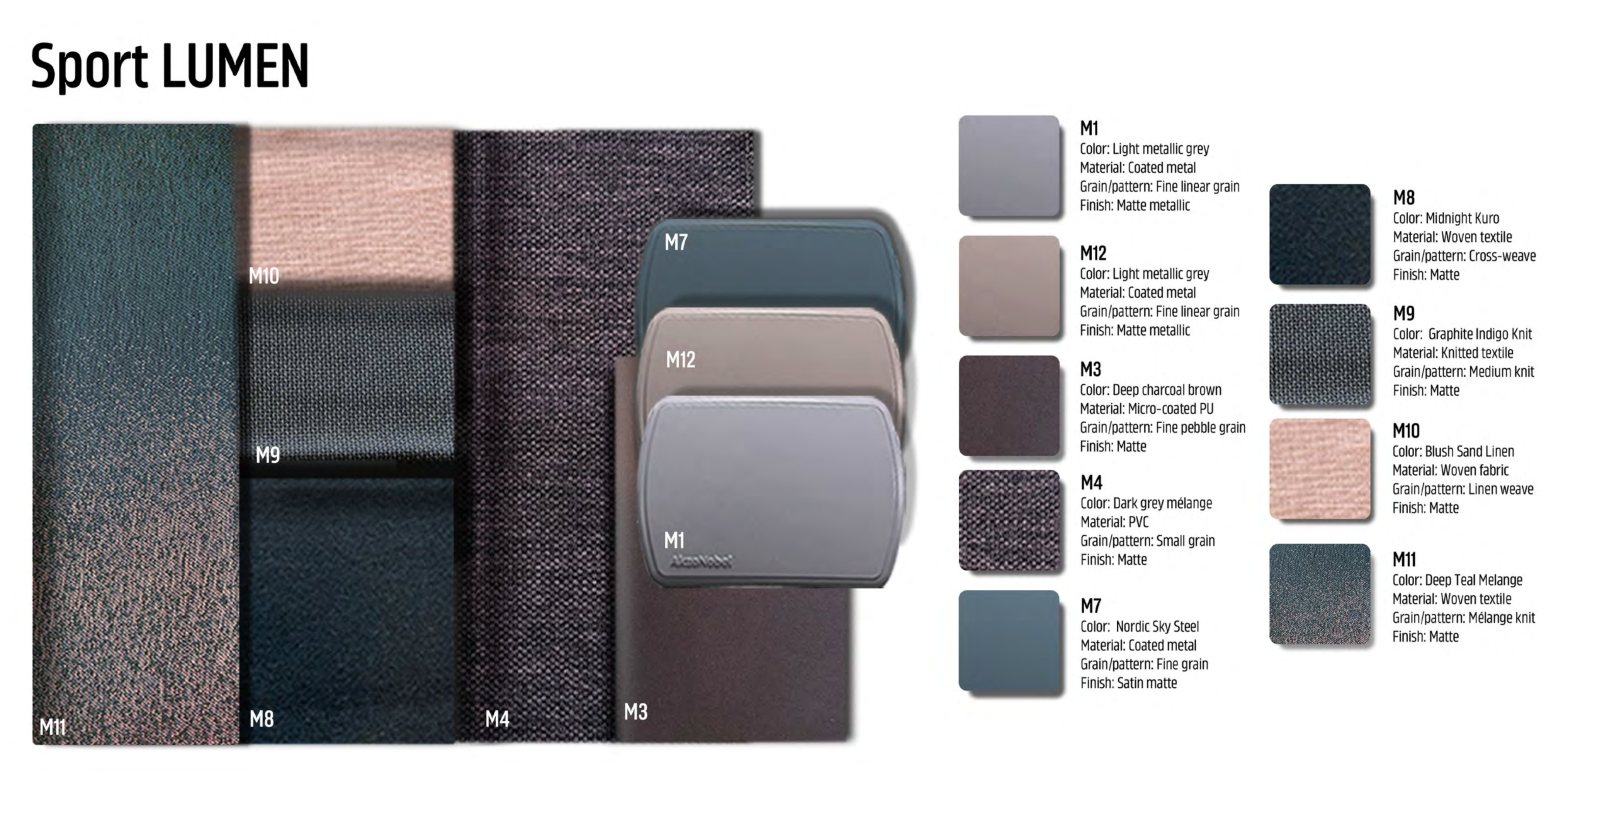 Sport LUMEN
M11
M10
M9
M8
M4
M3
M7
M12
M1
AkzoNobel
M1
Color: Light metallic grey
Material: Coated metal
Grain/pattern: Fine linear grain
Finish: Matte metallic
M12
Color: Light metallic grey
Material: Coated metal
Grain/pattern: Fine linear grain
Finish: Matte metallic
M3
Color: Deep charcoal brown
Material: Micro-coated PU
Grain/pattern: Fine pebble grain
Finish: Matte
M4
Color: Dark grey mélange
Material: PVC
Grain/pattern: Small grain
Finish: Matte
M7
Color: Nordic Sky Steel
Material: Coated metal
Grain/pattern: Fine grain
Finish: Satin matte
M8
Color: Midnight Kuro
Material: Woven textile
Grain/pattern: Cross-weave
Finish: Matte
M9
Color: Graphite Indigo Knit
Material: Knitted textile
Grain/pattern: Medium knit
Finish: Matte
M10
Color: Blush Sand Linen
Material: Woven fabric
Grain/pattern: Linen weave
Finish: Matte
M11
Color: Deep Teal Melange
Material: Woven textile
Grain/pattern: Mélange knit
Finish: Matte